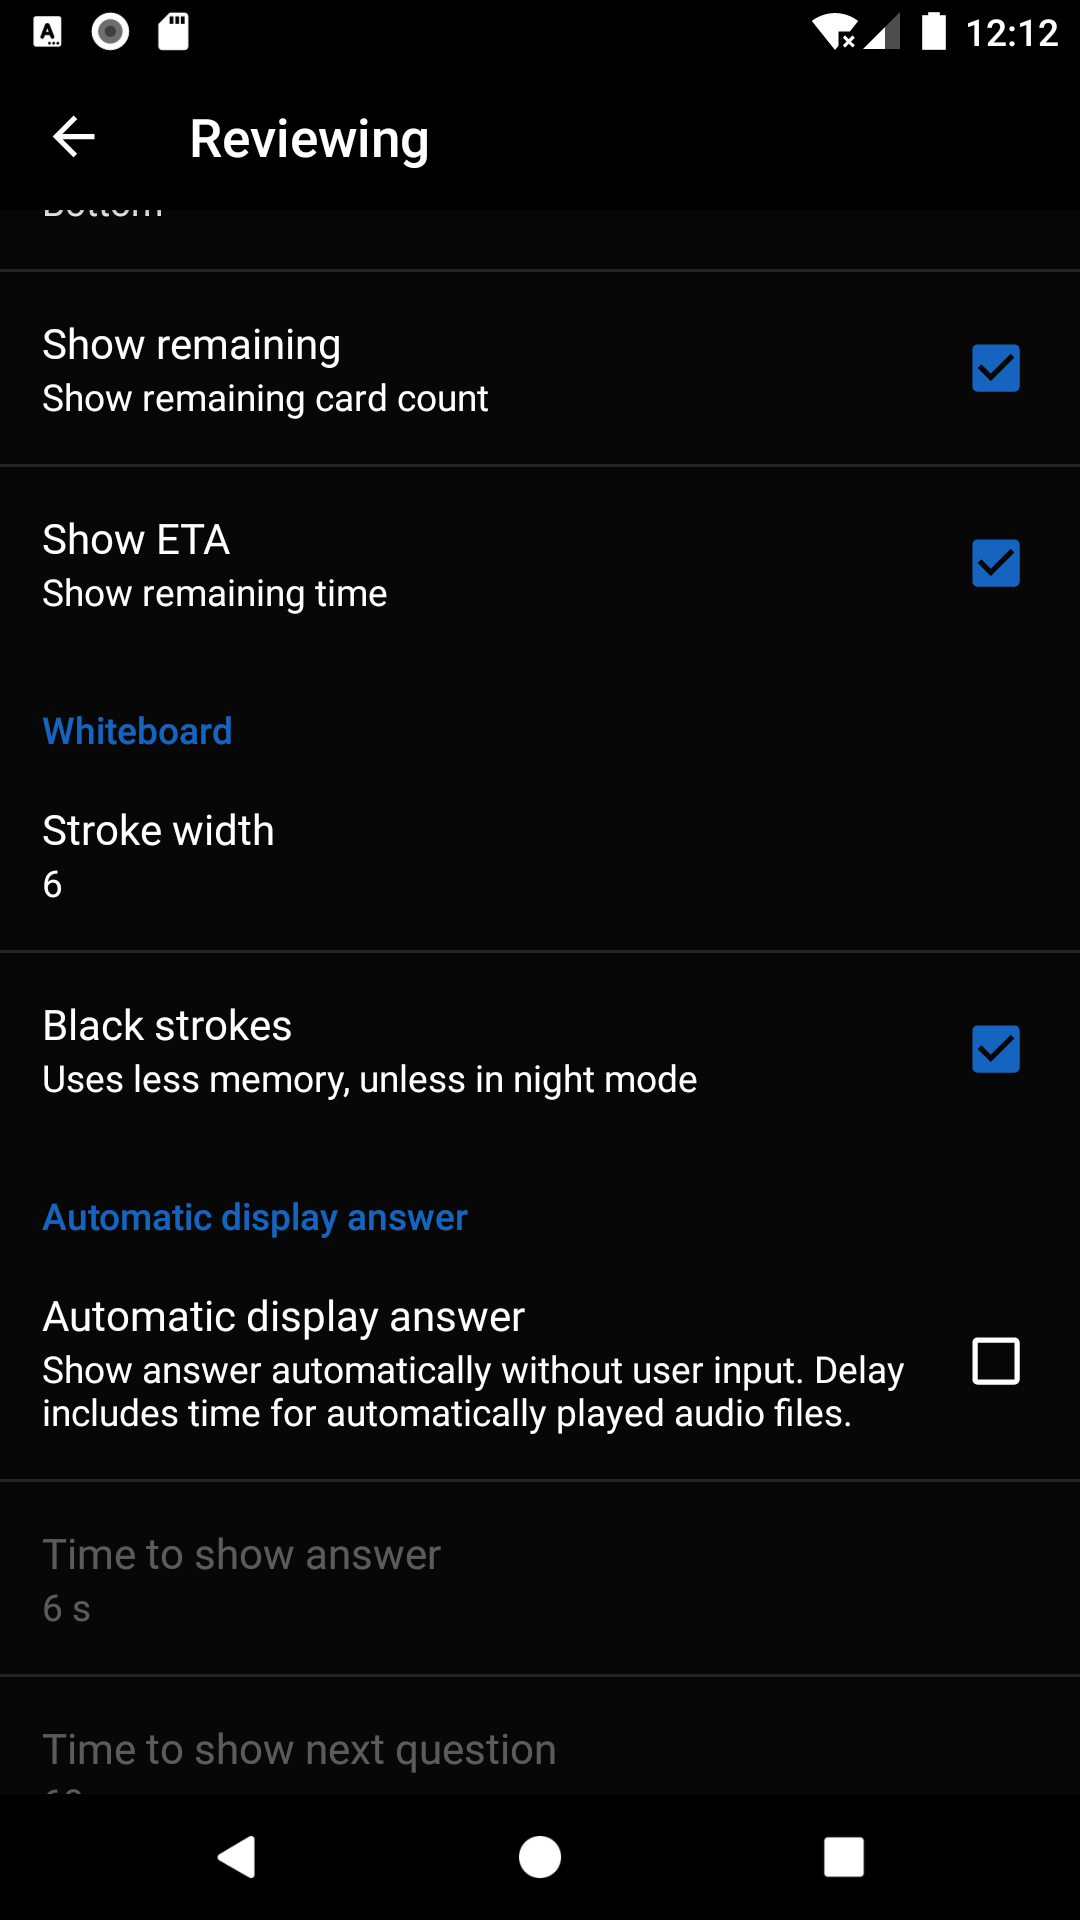 12:12
Reviewing
Show remaining
Show remaining card count
Show ETA
Show remaining time
Whiteboard
Stroke width
6
Black strokes
Uses less memory, unless in night mode
Automatic display answer
Automatic display answer
Show answer automatically without user input. Delay
includes time for automatically played audio files.
Time to show answer
6 s
Time to show next question